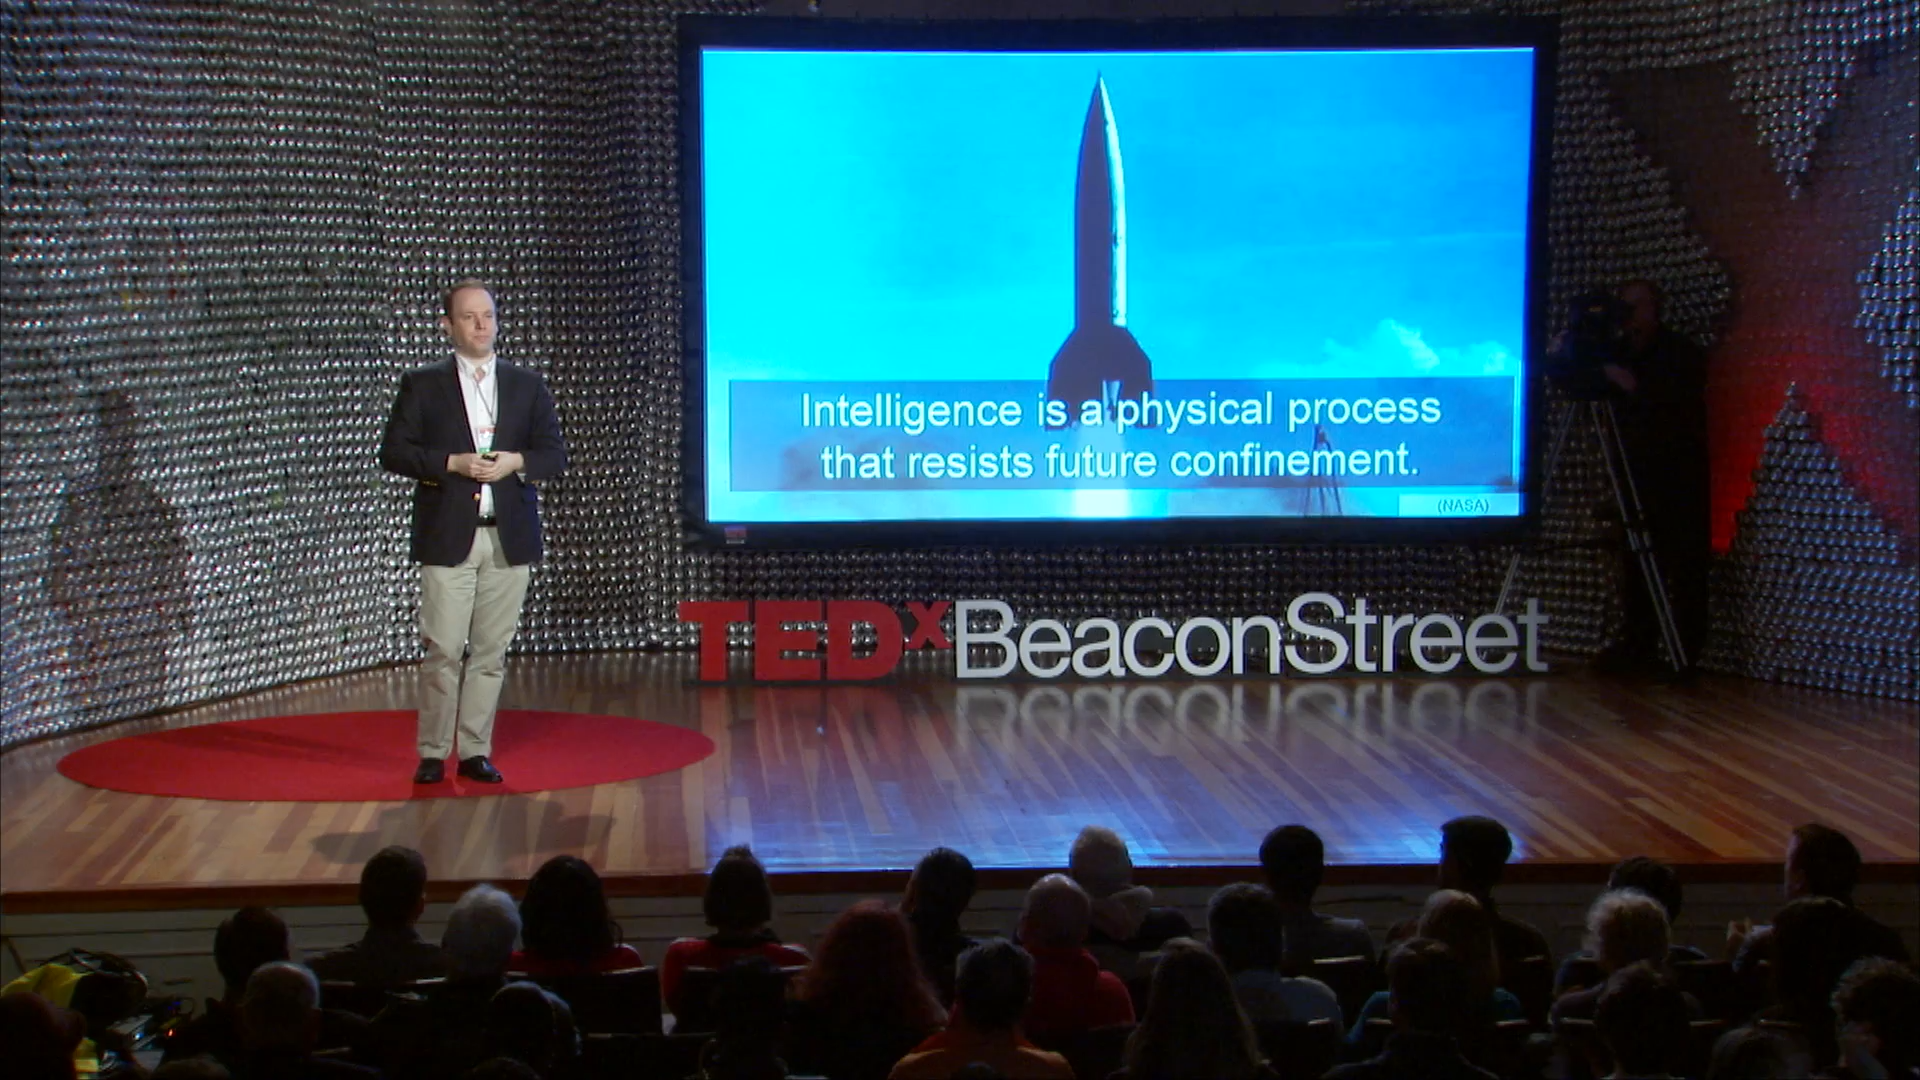 Intelligence is a physical process
that resists future confinement.
(NASA)
TEDxBeaconStreet